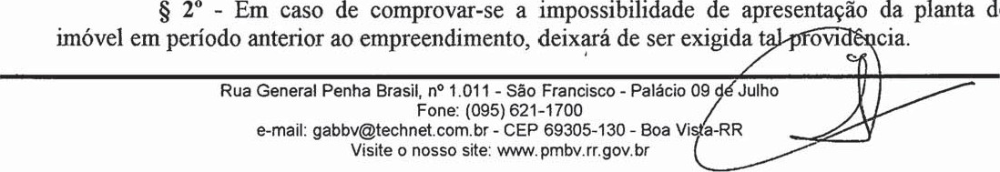 § 2º - Em caso de comprovar-se a impossibilidade de apresentação da planta d
imóvel em período anterior ao empreendimento, deixará de ser exigida tal providência.
Rua General Penha Brasil, nº 1.011 - São Francisco - Palácio 09 de Julho
Fone: (095) 621-1700
e-mail: gabbv@technet.com.br - CEP 69305-130 - Boa Vista-RR
Visite o nosso site: www.pmbv.rr.gov.br